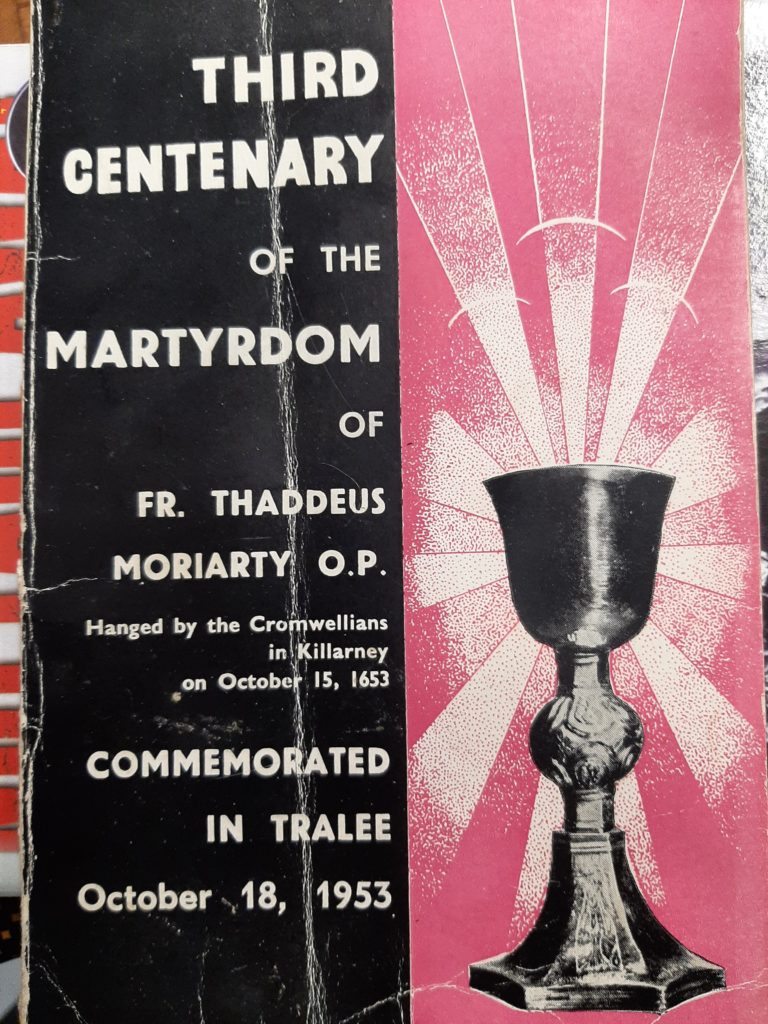 THIRD
CENTENARY
OF THE
MARTYRDOM
OF
FR. THADDEUS
MORIARTY O.P.
Hanged by the Cromwellians
in Killarney
on October 15, 1653
COMMEMORATED
IN TRALEE
October 18, 1953